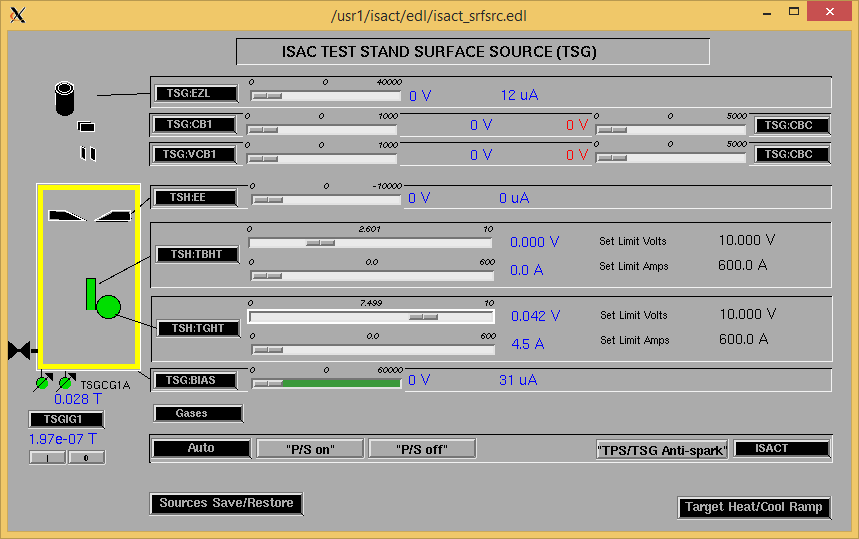 /usr1/isact/edl/isact_srfsrc.edl
ISAC TEST STAND SURFACE SOURCE (TSG)
TSG:EZL 0 0 40000 0 V 12 uA
TSG:CB1 0 1000 0 V 0 V 0 5000 TSG:CBC
TSG:VCB1 0 1000 0 V 0 V 0 5000 TSG:CBC
TSH:EE 0 0 -10000 0 V 0 uA
0 2.601 10 0.000 V Set Limit Volts 10.000 V
TSH:TBHT
0 0.0 600 0.0 A Set Limit Amps 600.0 A
0 7.499 10 0.042 V Set Limit Volts 10.000 V
TSH:TGHT
0 0.0 600 4.5 A Set Limit Amps 600.0 A
TSG:BIAS 0 0 60000 0 V 31 uA
TSGCG1A
0.028 T
TSGIG1
1.97e-07 T
I 0
Gases
Auto "P/S on" "P/S off" "TPS/TSG Anti-spark" ISACT
Sources Save/Restore
Target Heat/Cool Ramp